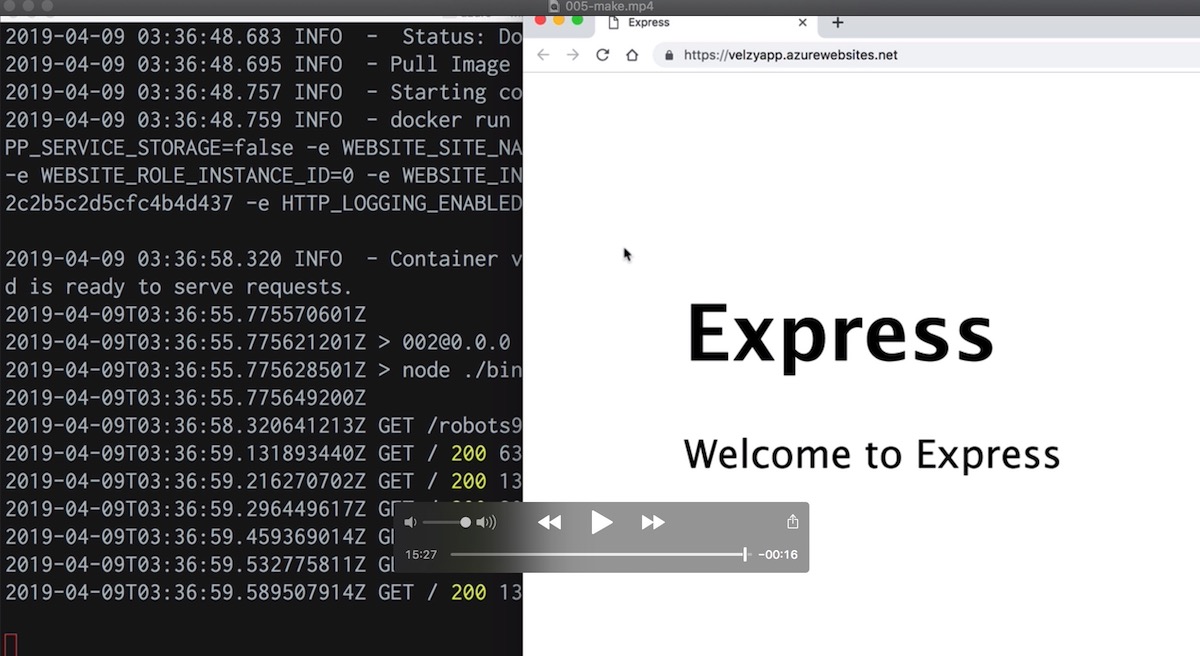 005-make.mp4
2019-04-09 03:36:48.683 INFO  -  Status: Do
2019-04-09 03:36:48.695 INFO  - Pull Image
2019-04-09 03:36:48.757 INFO  - Starting co
2019-04-09 03:36:48.759 INFO  - docker run
PP_SERVICE_STORAGE=false -e WEBSITE_SITE_NA
-e WEBSITE_ROLE_INSTANCE_ID=0 -e WEBSITE_IN
2c2b5c2d5cfc4b4d437 -e HTTP_LOGGING_ENABLED
2019-04-09 03:36:58.320 INFO  - Container v
d is ready to serve requests.
2019-04-09T03:36:55.775570601Z
2019-04-09T03:36:55.775621201Z > 002@0.0.0
2019-04-09T03:36:55.775628501Z > node ./bin
2019-04-09T03:36:55.775649200Z
2019-04-09T03:36:58.320641213Z GET /robots9
2019-04-09T03:36:59.131893440Z GET / 200 63
2019-04-09T03:36:59.216270702Z GET / 200 13
2019-04-09T03:36:59.296449617Z GET /
2019-04-09T03:36:59.459369014Z G
2019-04-09T03:36:59.532775811Z G
2019-04-09T03:36:59.589507914Z GET / 200 13
Express
https://velzyapp.azurewebsites.net
Express
Welcome to Express
15:27
-00:16